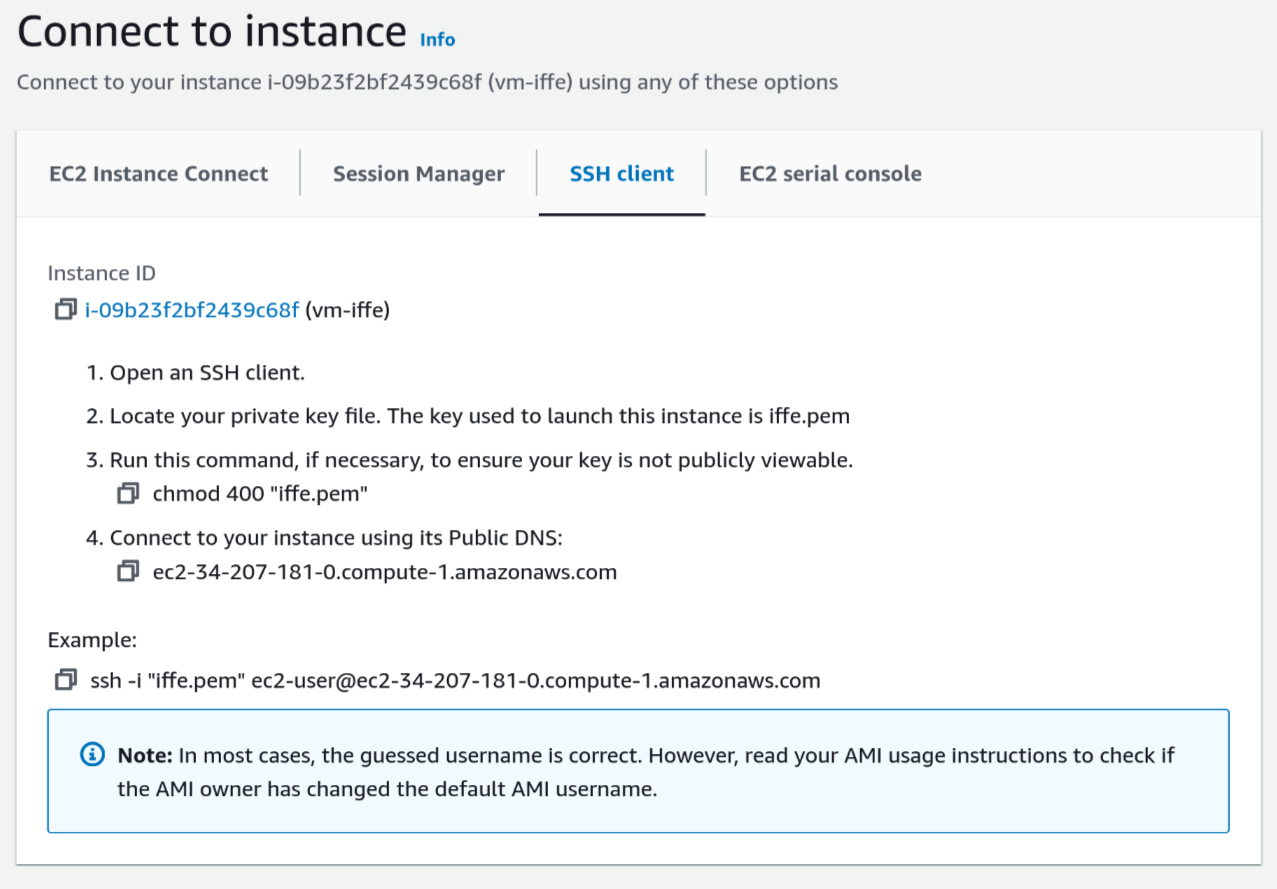 Connect to instance Info
Connect to your instance i-09b23f2bf2439c68f (vm-iffe) using any of these options
EC2 Instance Connect
Session Manager
SSH client
EC2 serial console
Instance ID
i-09b23f2bf2439c68f (vm-iffe)
1. Open an SSH client.
2. Locate your private key file. The key used to launch this instance is iffe.pem
3. Run this command, if necessary, to ensure your key is not publicly viewable.
chmod 400 "iffe.pem"
4. Connect to your instance using its Public DNS:
ec2-34-207-181-0.compute-1.amazonaws.com
Example:
ssh -i "iffe.pem" ec2-user@ec2-34-207-181-0.compute-1.amazonaws.com
Note: In most cases, the guessed username is correct. However, read your AMI usage instructions to check if
the AMI owner has changed the default AMI username.